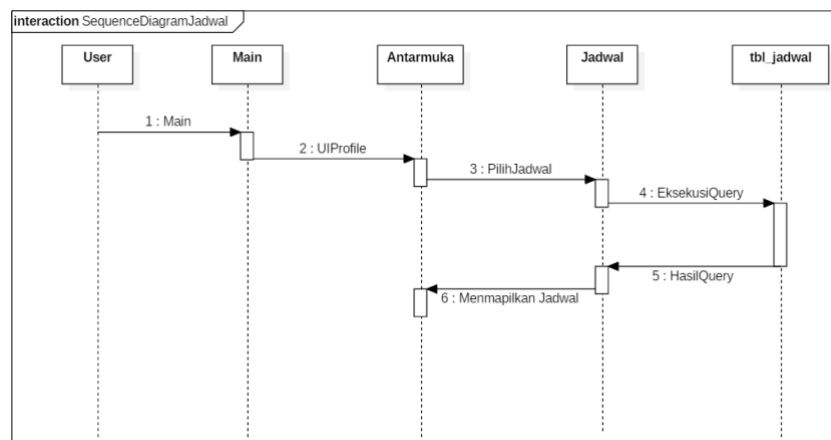 interaction SequenceDiagramJadwal
User
Main
Antarmuka
Jadwal
tbl_jadwal
1 : Main
2 : UIProfile
3 : PilihJadwal
4 : EksekusiQuery
5 : HasilQuery
6 : Menmapilkan Jadwal